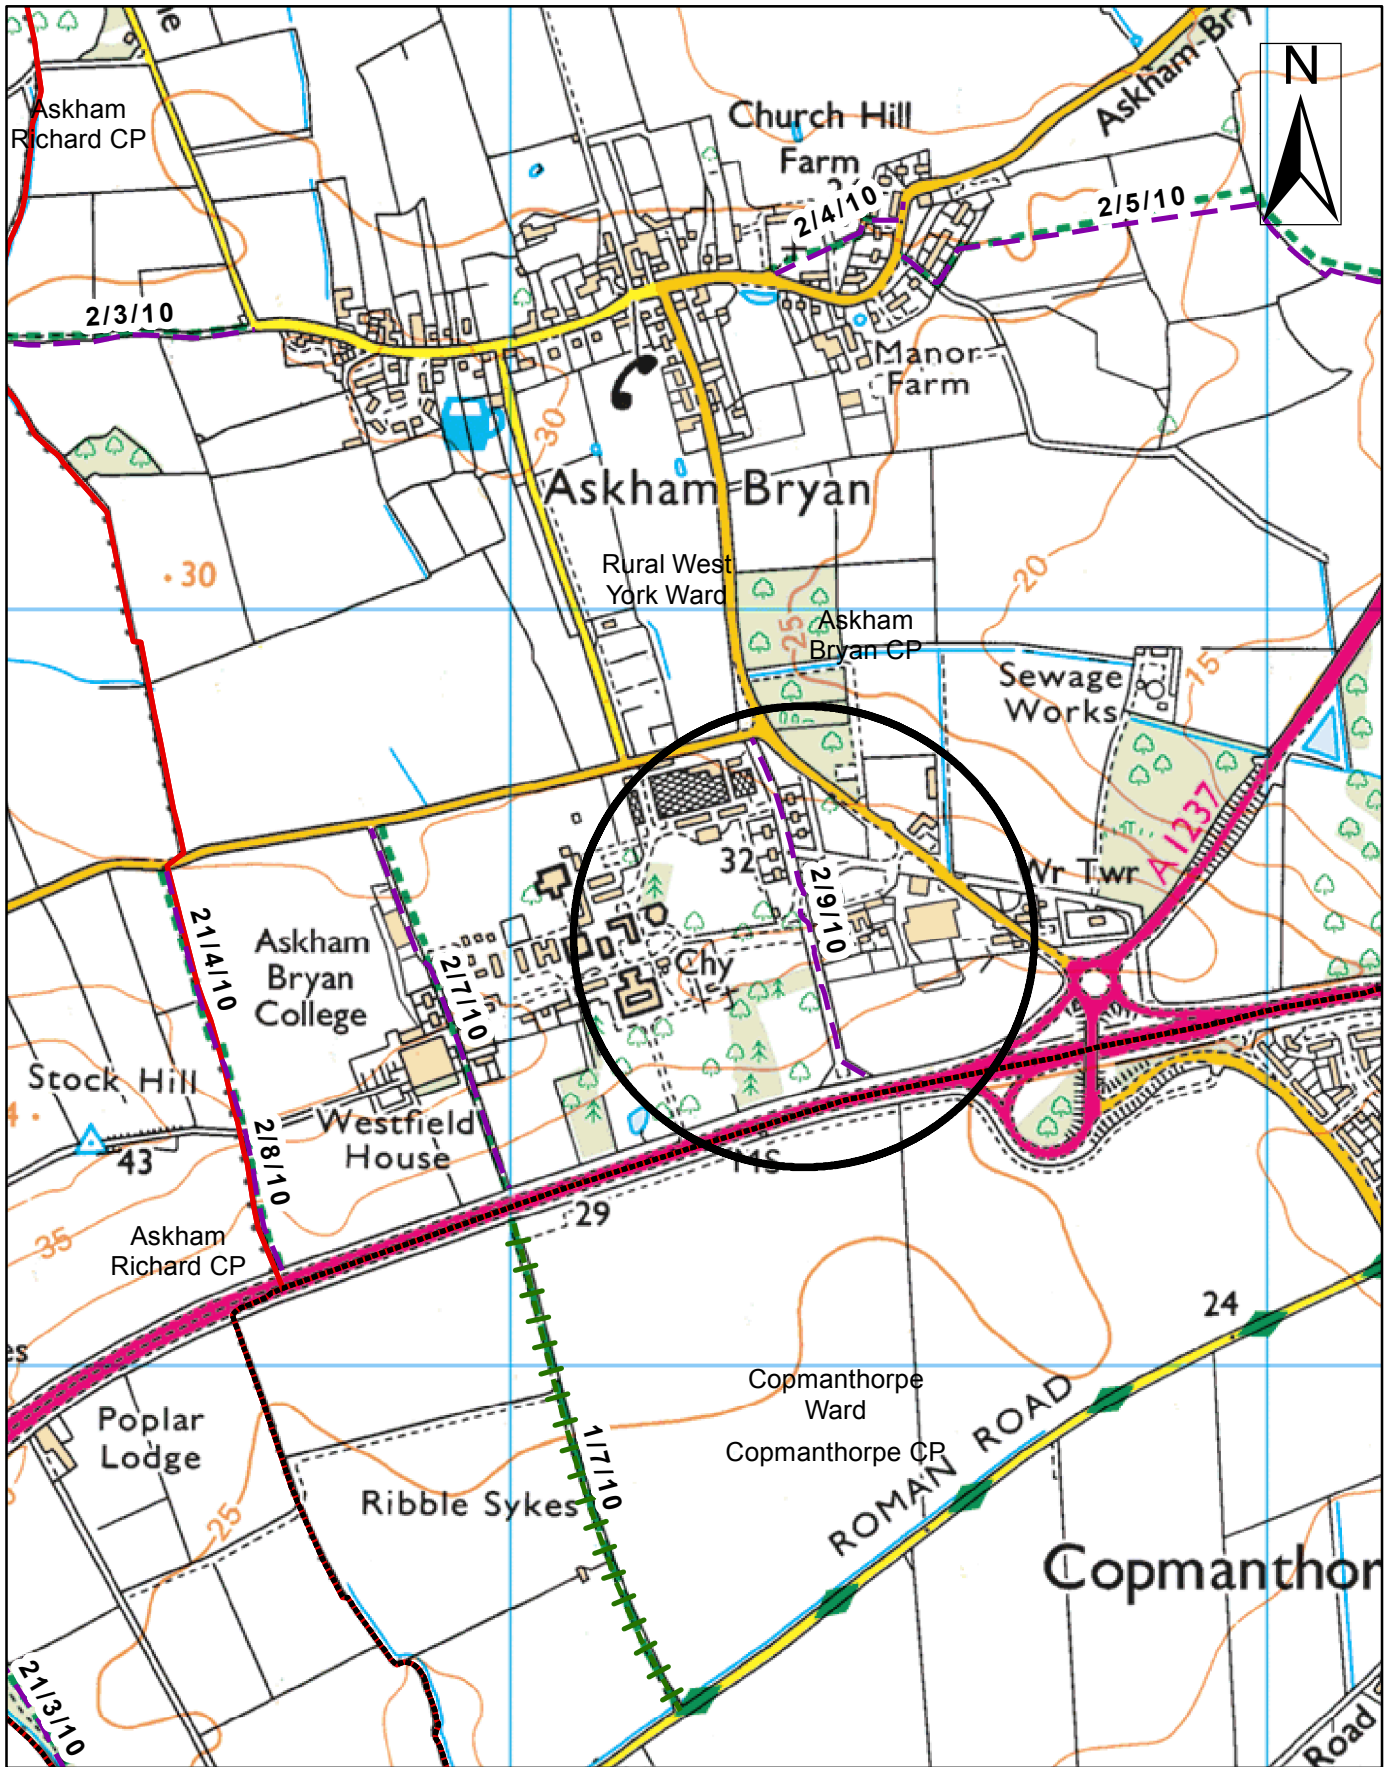 le
Askham Bry
N
Askham
Richard CP
Church Hill
Farm
2/4/10
2/5/10
2/3/10
Manor
Farm
30
Askham Bryan
30
Rural West
York Ward
20
25
Askham
Bryan CP
Sewage
Works
15
A 1237
32
Wr Twr
2/9/10
21/4/10
Askham
Bryan
College
2/7/10
Chy
Stock Hill
4
43
2/8/10
Westfield
House
MS
29
35
Askham
Richard CP
24
es
Copmanthorpe
Ward
Copmanthorpe CP
Poplar
Lodge
1/7/10
ROMAN ROAD
25
Ribble Sykes
Copmanthor
21/3/10
Road